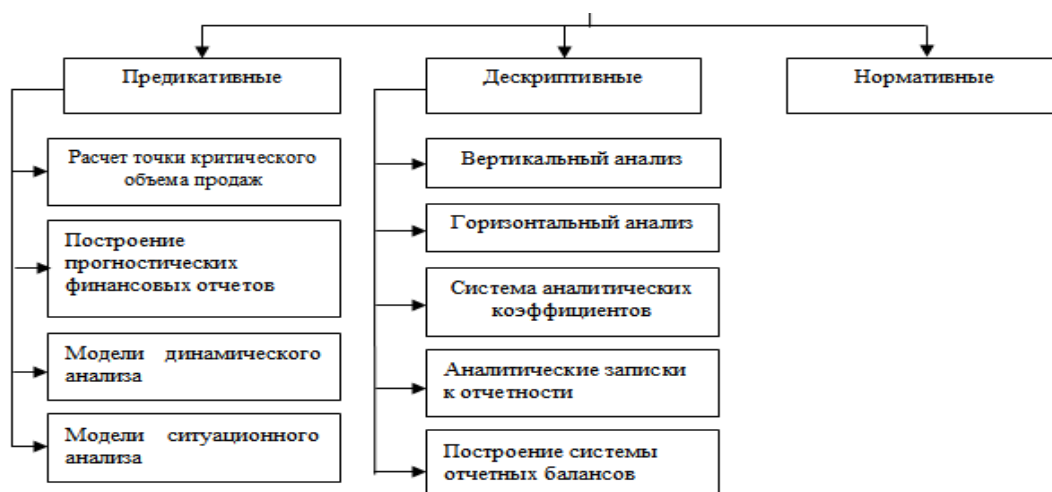 Предикативные
Дескриптивные
Нормативные
Расчет точки критического
объема продаж
Построение
прогностических
финансовых отчетов
Модели динамического
анализа
Модели ситуационного
анализа
Вертикальный анализ
Горизонтальный анализ
Система аналитических
коэффициентов
Аналитические записки
к отчетности
Построение системы
отчетных балансов